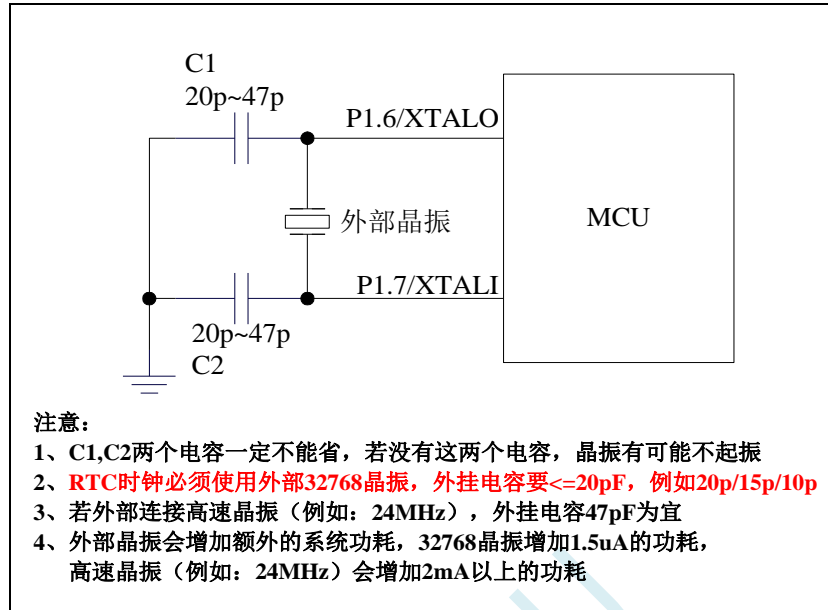 C1
20p~47p
P1.6/XTALO
外部晶振
MCU
P1.7/XTALI
20p~47p
C2
注意：
1、C1,C2两个电容一定不能省，若没有这两个电容，晶振有可能不起振
2、RTC时钟必须使用外部32768晶振，外挂电容要<=20pF，例如20p/15p/10p
3、若外部连接高速晶振（例如：24MHz），外挂电容47pF为宜
4、外部晶振会增加额外的系统功耗，32768晶振增加1.5uA的功耗，
高速晶振（例如：24MHz）会增加2mA以上的功耗